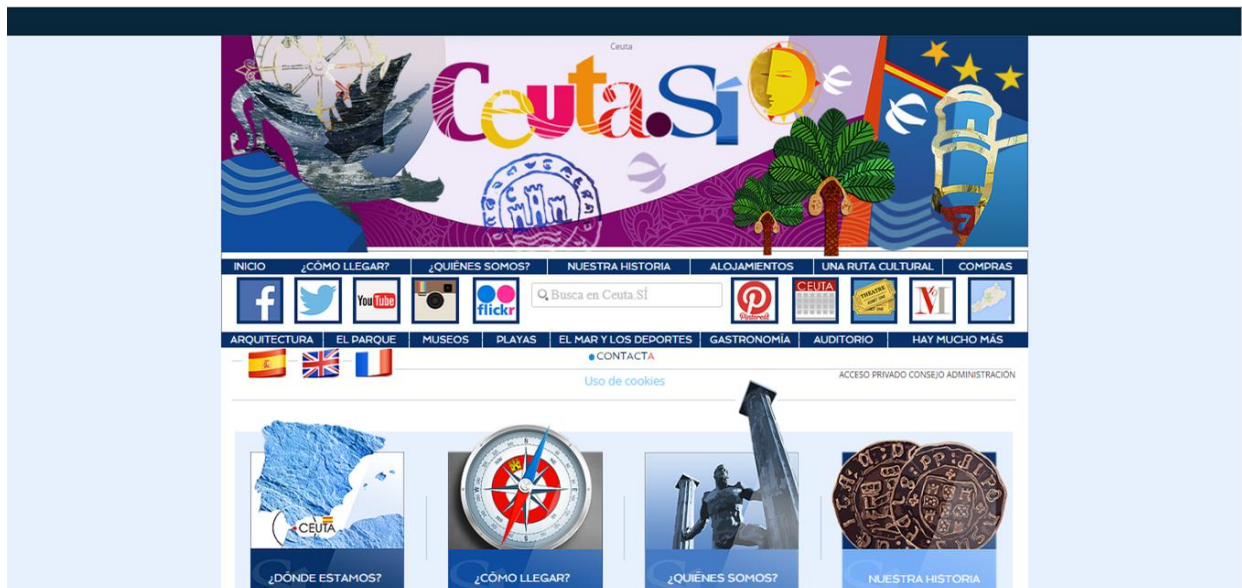 Ceuta
Ceuta.Sí
INICIO ¿CÓMO LLEGAR? ¿QUIÉNES SOMOS? NUESTRA HISTORIA ALOJAMIENTOS UNA RUTA CULTURAL COMPRAS
You Tube
flickr
Busca en Ceuta.SÍ
Pinterest
CEUTA
THEATRE
M
ARQUITECTURA EL PARQUE MUSEOS PLAYAS EL MAR Y LOS DEPORTES GASTRONOMÍA AUDITORIO HAY MUCHO MÁS
CONTACTA
Uso de cookies
ACCESO PRIVADO CONSEJO ADMINISTRACIÓN
CEUTA
¿DÓNDE ESTAMOS? ¿CÓMO LLEGAR? ¿QUIÉNES SOMOS? NUESTRA HISTORIA